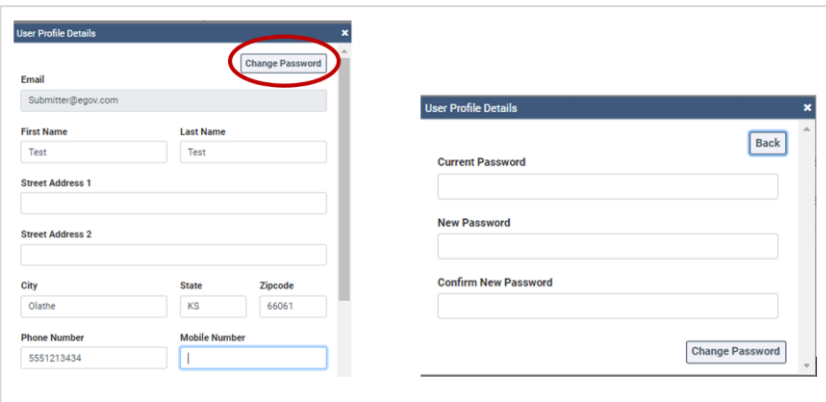 User Profile Details x
Change Password
Email
Submitter@egov.com
First Name Last Name
Test Test
Street Address 1
Street Address 2
City State Zipcode
Olathe KS 66061
Phone Number Mobile Number
5551213434
User Profile Details x
Back
Current Password
New Password
Confirm New Password
Change Password